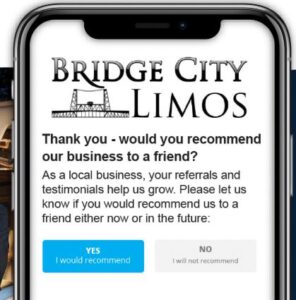 BRIDGE CITY
LIMOS
Thank you - would you recommend
our business to a friend?
As a local business, your referrals and
testimonials help us grow. Please let us
know if you would recommend us to a
friend either now or in the future:
YES
I would recommend
NO
I will not recommend